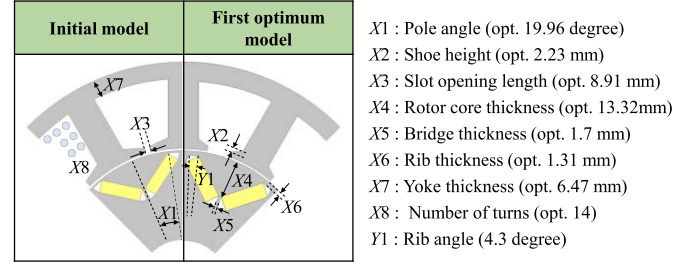 Initial model
First optimum
model
X7
X3
X2
X8
Y1
X4
X1
X5
X6
X1 : Pole angle (opt. 19.96 degree)
X2 : Shoe height (opt. 2.23 mm)
X3 : Slot opening length (opt. 8.91 mm)
X4 : Rotor core thickness (opt. 13.32mm)
X5 : Bridge thickness (opt. 1.7 mm)
X6 : Rib thickness (opt. 1.31 mm)
X7 : Yoke thickness (opt. 6.47 mm)
X8 : Number of turns (opt. 14)
Y1 : Rib angle (4.3 degree)